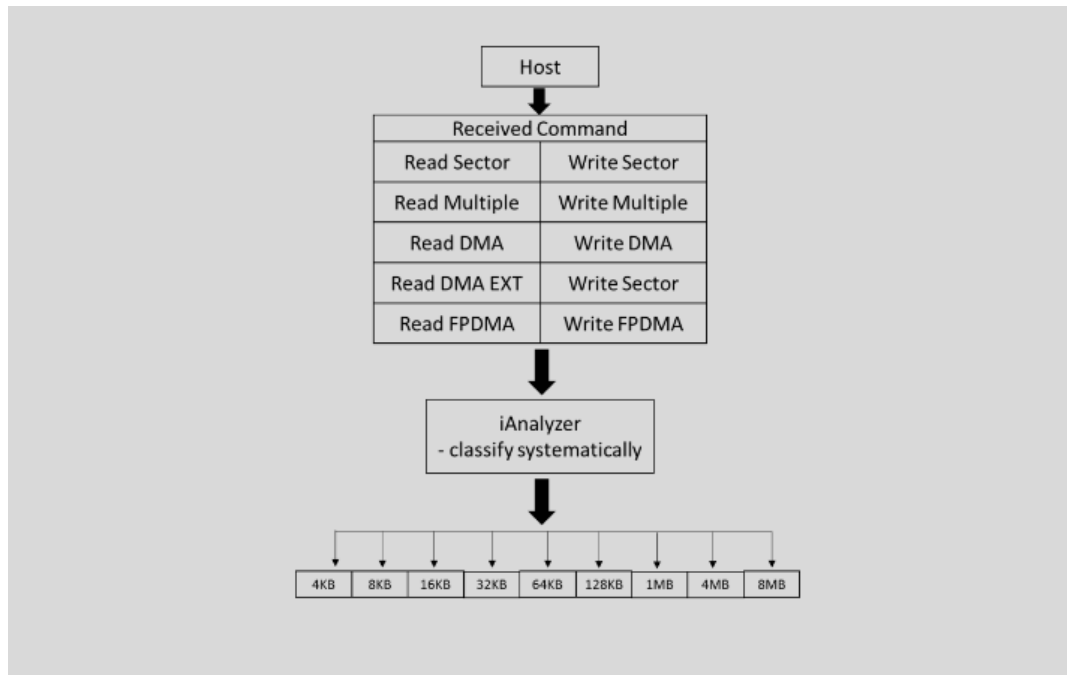 Host
Received Command
Read Sector Write Sector
Read Multiple Write Multiple
Read DMA Write DMA
Read DMA EXT Write Sector
Read FPDMA Write FPDMA
iAnalyzer
- classify systematically
4KB 8KB 16KB 32KB 64KB 128KB 1MB 4MB 8MB